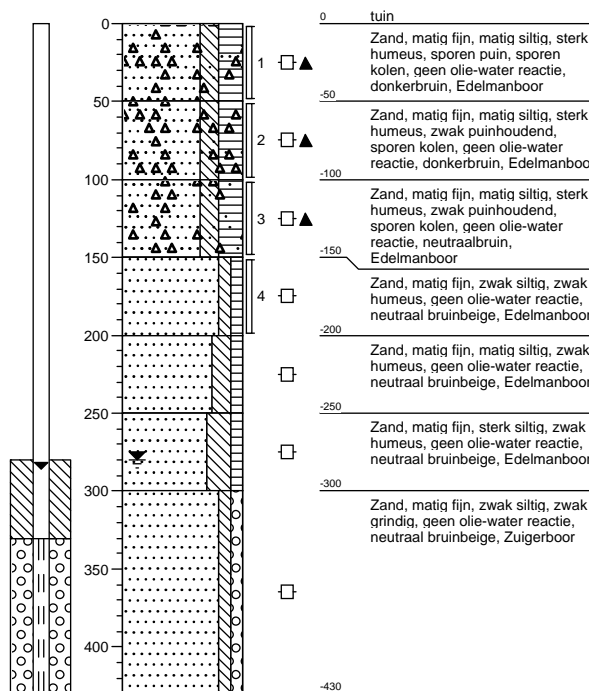 0
50
100
150
200
250
300
350
400
1
2
3
4
0
tuin
Zand, matig fijn, matig siltig, sterk
humeus, sporen puin, sporen
kolen, geen olie-water reactie,
donkerbruin, Edelmanboor
-50
Zand, matig fijn, matig siltig, sterk
humeus, zwak puinhoudend,
sporen kolen, geen olie-water
reactie, donkerbruin, Edelmanboo
-100
Zand, matig fijn, matig siltig, sterk
humeus, zwak puinhoudend,
sporen kolen, geen olie-water
reactie, neutraalbruin,
Edelmanboor
-150
Zand, matig fijn, zwak siltig, zwak
humeus, geen olie-water reactie,
neutraal bruinbeige, Edelmanboor
-200
Zand, matig fijn, matig siltig, zwak
humeus, geen olie-water reactie,
neutraal bruinbeige, Edelmanboor
-250
Zand, matig fijn, sterk siltig, zwak
humeus, geen olie-water reactie,
neutraal bruinbeige, Edelmanboor
-300
Zand, matig fijn, zwak siltig, zwak
grindig, geen olie-water reactie,
neutraal bruinbeige, Zuigerboor
-430